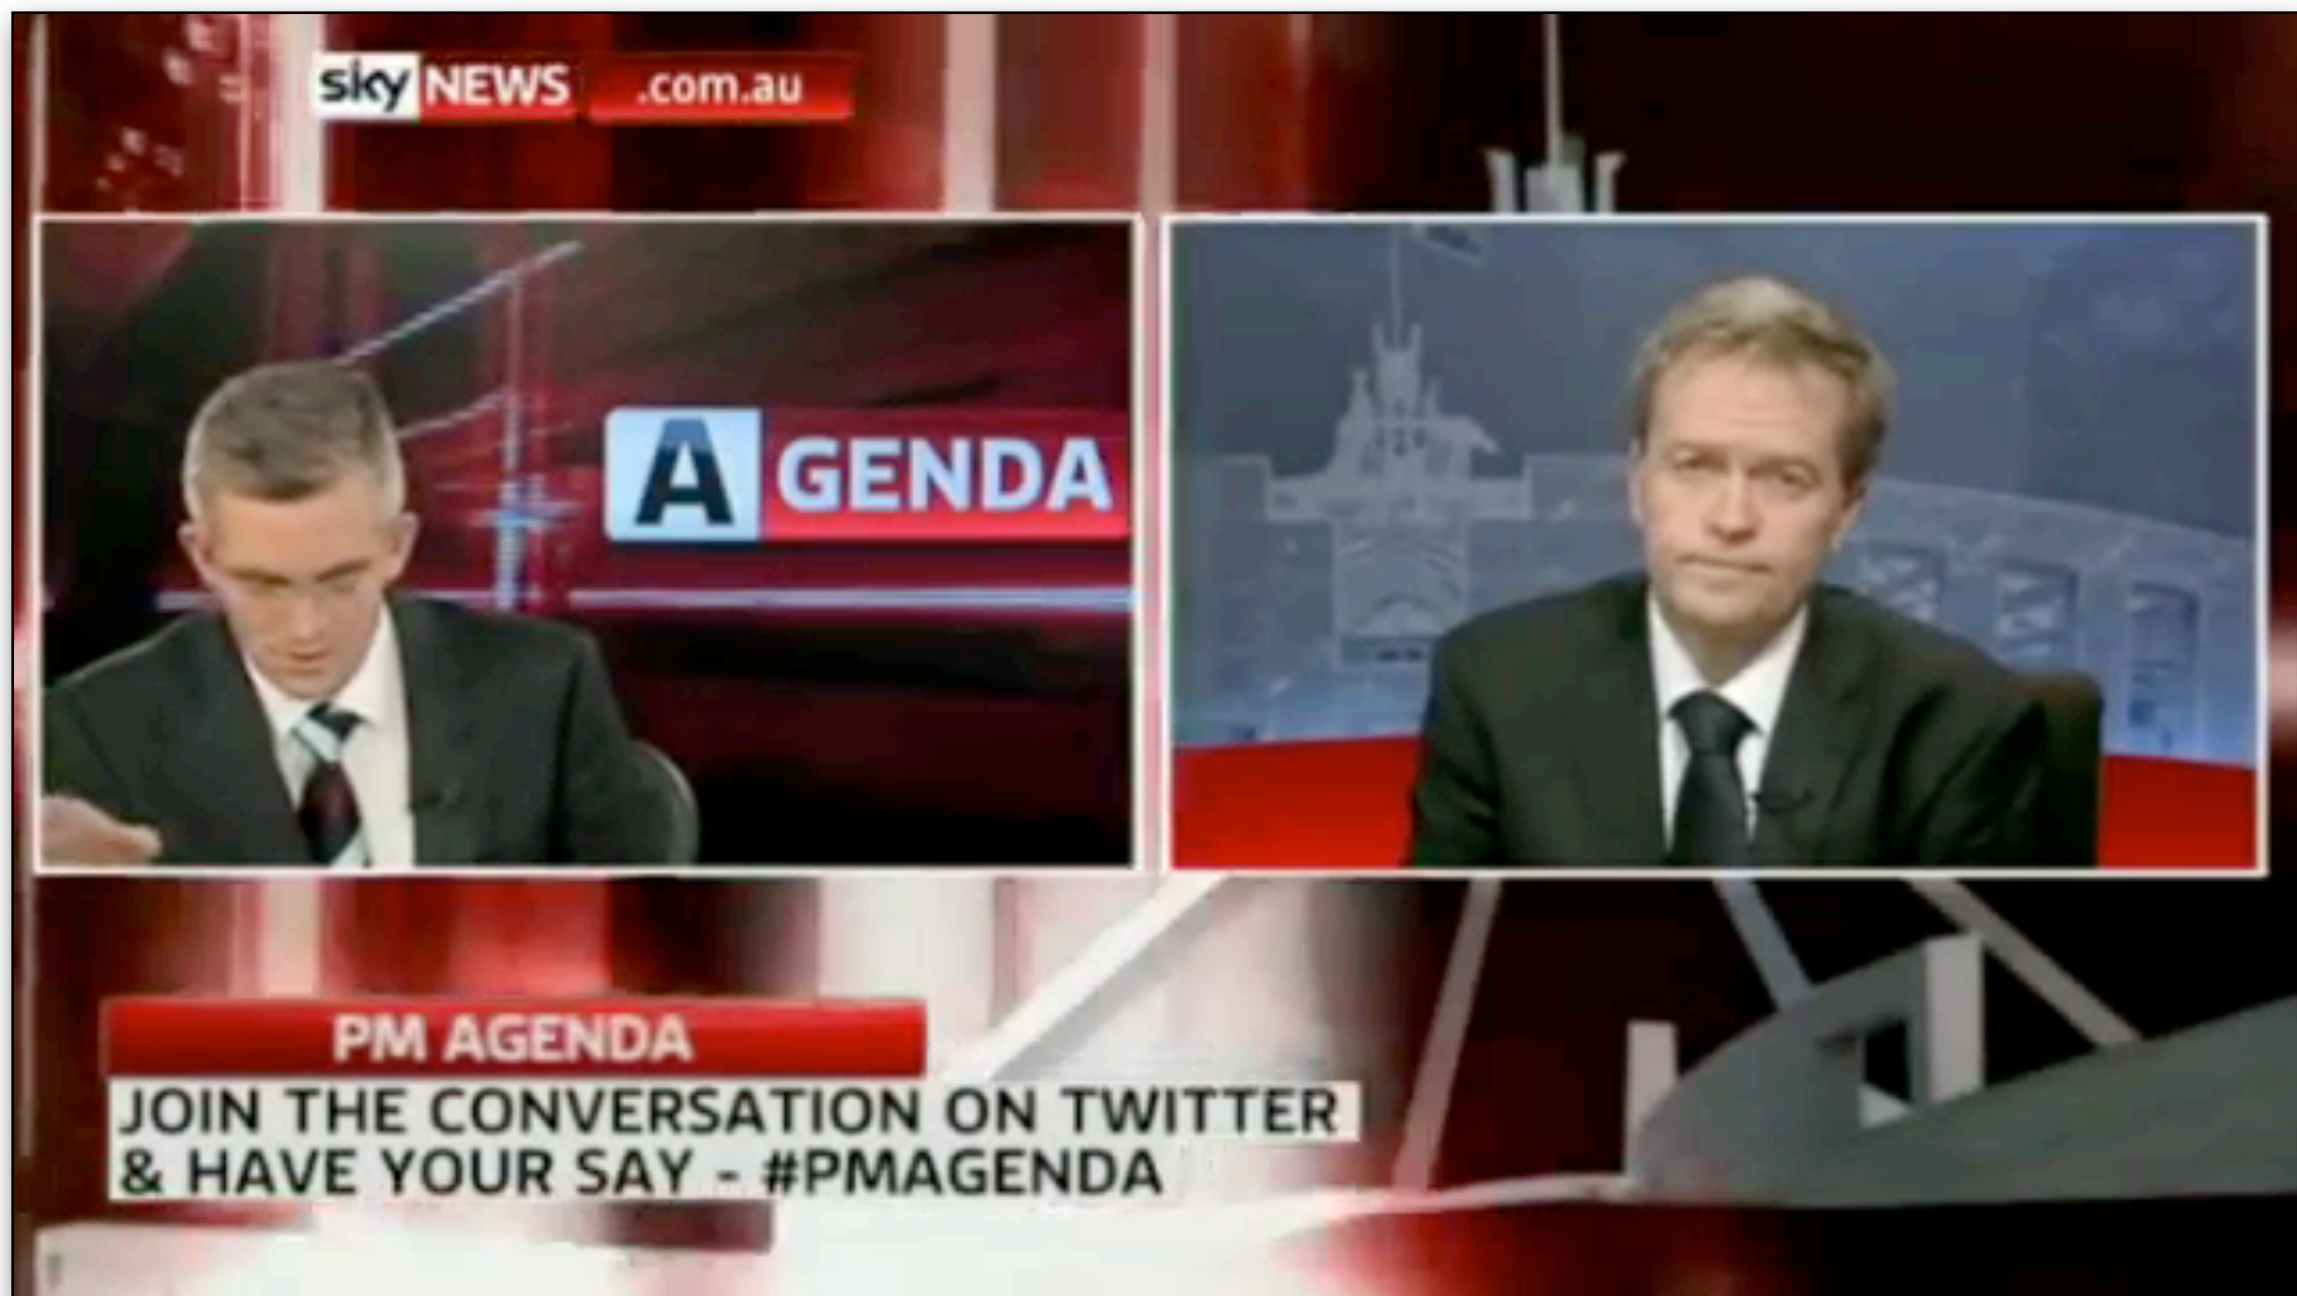 sky NEWS .com.au
AGENDA
PM AGENDA
JOIN THE CONVERSATION ON TWITTER
& HAVE YOUR SAY - #PMAGENDA